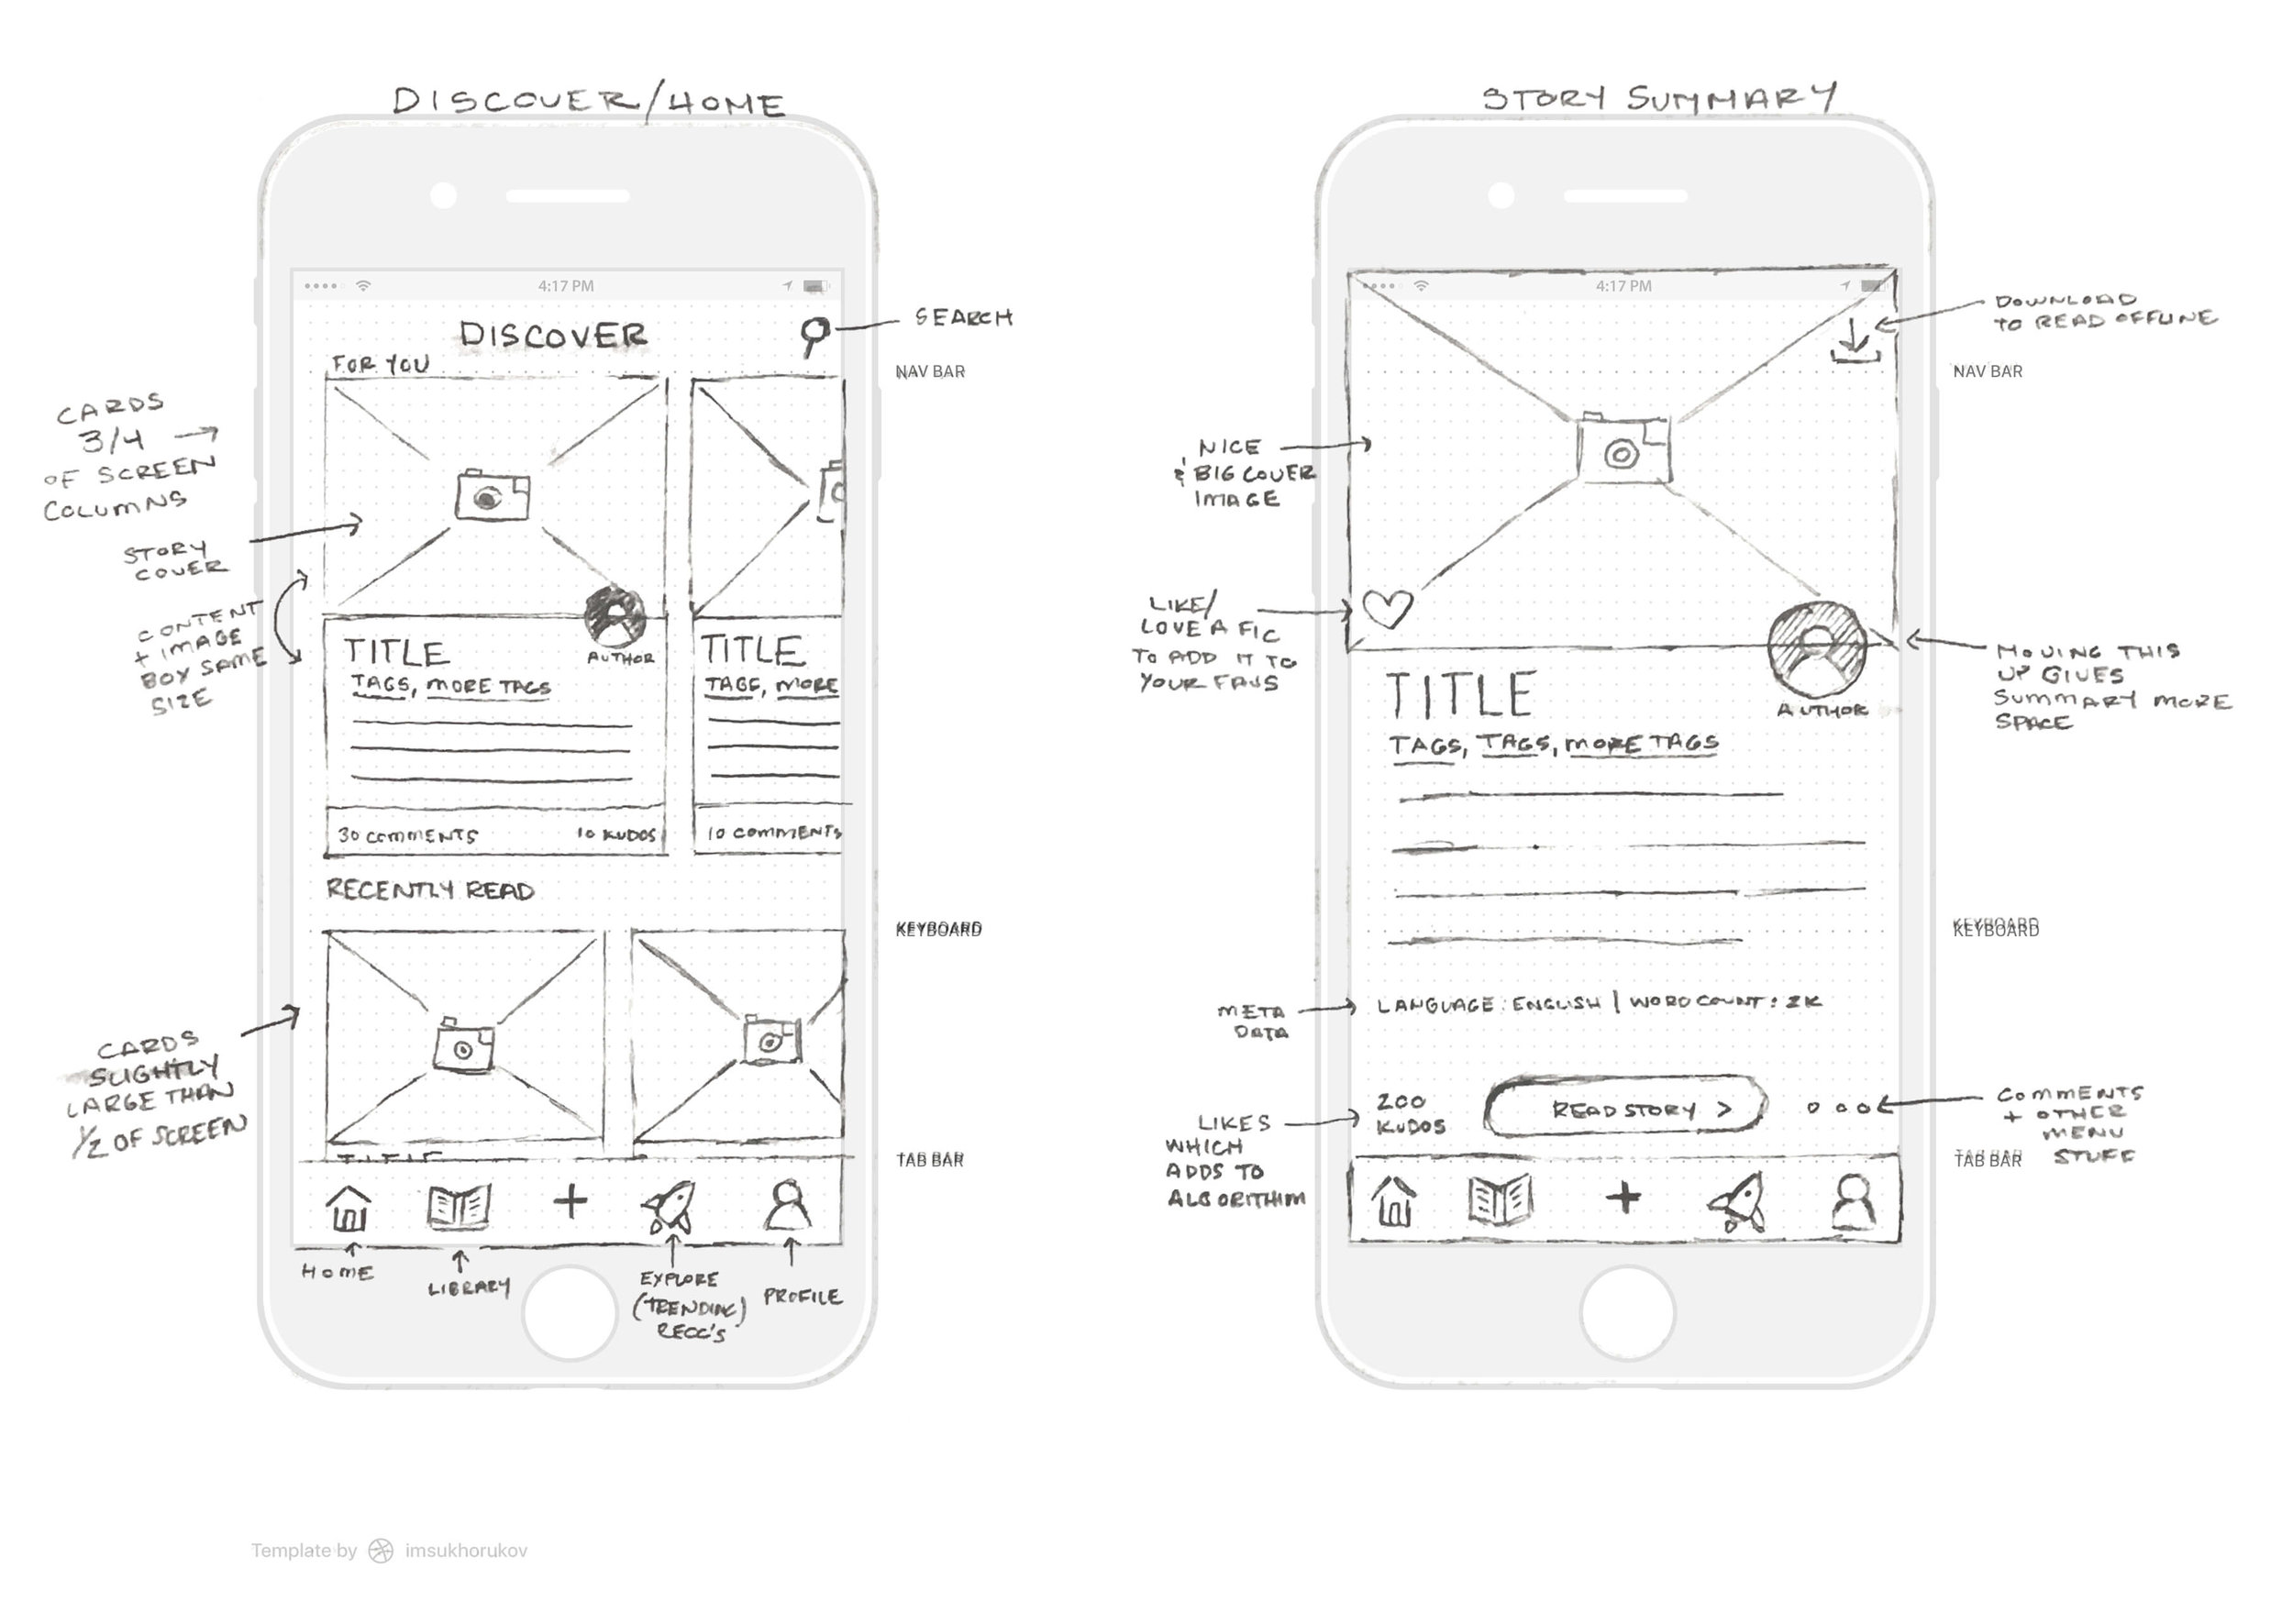 DISCOVER/HOME
4:17 PM
DISCOVER
SEARCH
FOR YOU
NAV BAR
CARDS
3/4
OF SCREEN
COLUMNS
STORY
COVER
CONTENT
+ IMAGE
BOX SAME
SIZE
TITLE
AUTHOR
TAGS, MORE TAGS
30 COMMENTS
10 KUDOS
TITLE
TAGS, MORE
10 COMMENTS
RECENTLY READ
KEYBOARD
CARDS
SLIGHTLY
LARGE THAN
1/2 OF SCREEN
TITLE
TAB BAR
HOME
LIBRARY
EXPLORE
(TRENDING)
RECC'S
PROFILE
STORY SUMMARY
4:17 PM
DOWNLOAD
TO READ OFFLINE
NAV BAR
NICE
& BIG COVER
IMAGE
LIKE/
LOVE A FIC
TO ADD IT TO
YOUR FAVS
MOVING THIS
UP GIVES
SUMMARY MORE
SPACE
TITLE
AUTHOR
TAGS, TAGS, MORE TAGS
KEYBOARD
META
DATA
LANGUAGE: ENGLISH | WORD COUNT: 2K
LIKES
WHICH
ADDS TO
ALGORITHIM
200
KUDOS
READ STORY >
COMMENTS
+ OTHER
MENU
STUFF
TAB BAR
Template by imsukhorukov